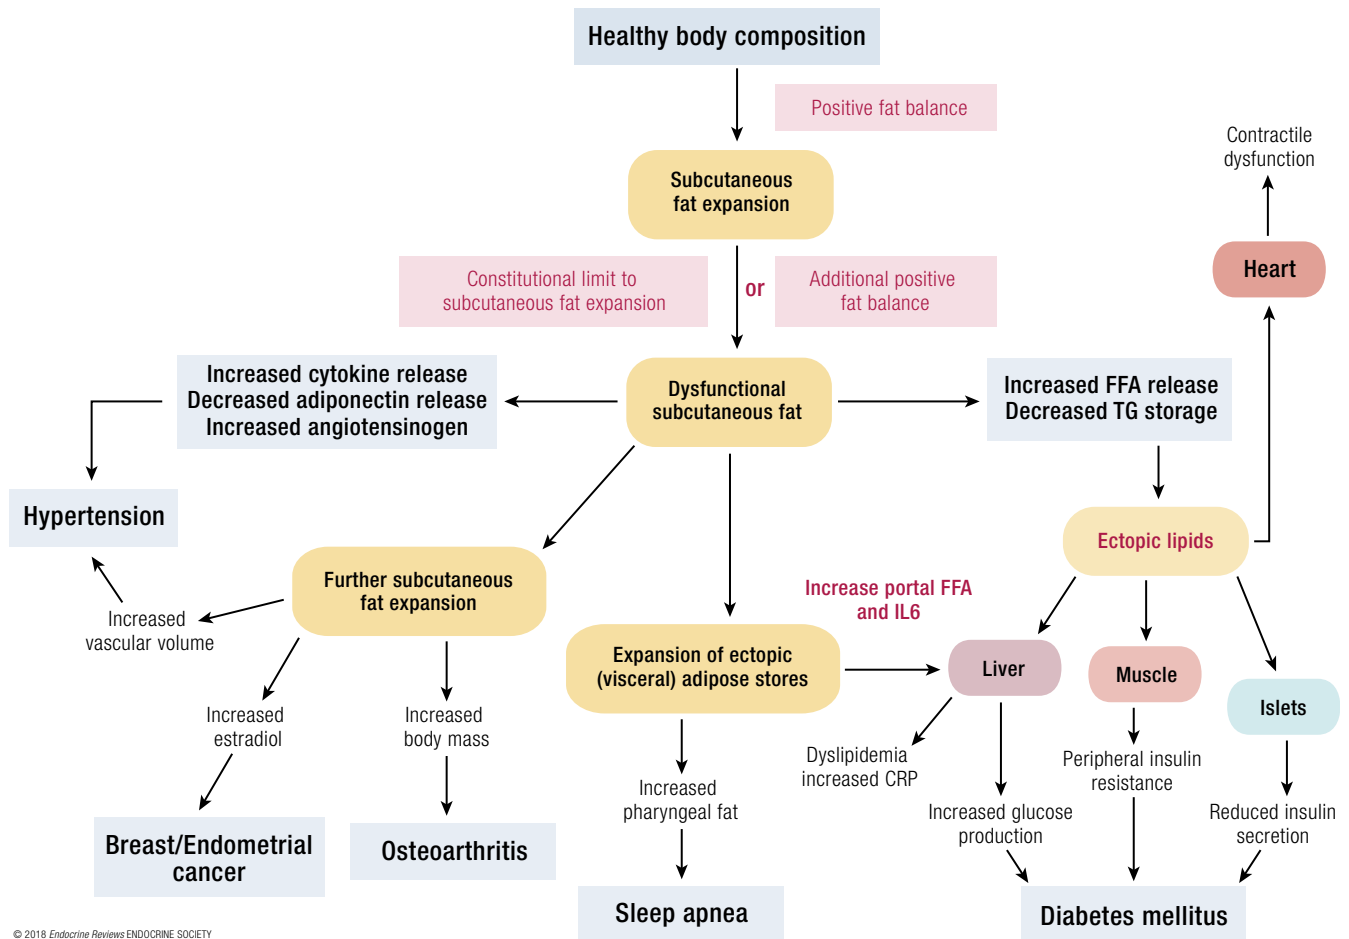 Healthy body composition
Positive fat balance
Contractile
dysfunction
Subcutaneous
fat expansion
Heart
Constitutional limit to
subcutaneous fat expansion
or
Additional positive
fat balance
Increased cytokine release
Decreased adiponectin release
Increased angiotensinogen
Dysfunctional
subcutaneous fat
Increased FFA release
Decreased TG storage
Hypertension
Ectopic lipids
Further subcutaneous
fat expansion
Increase portal FFA
and IL6
Increased
vascular volume
Expansion of ectopic
(visceral) adipose stores
Liver
Muscle
Islets
Increased
estradiol
Increased
body mass
Dyslipidemia
increased CRP
Peripheral insulin
resistance
Increased
pharyngeal fat
Increased glucose
production
Reduced insulin
secretion
Breast/Endometrial
cancer
Osteoarthritis
Sleep apnea
Diabetes mellitus
© 2018 Endocrine Reviews ENDOCRINE SOCIETY